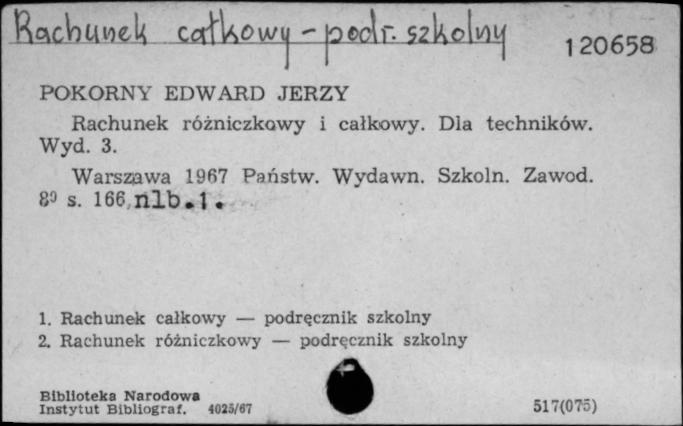 Rachunek całkowy – podr. szkolny
120658
POKORNY EDWARD JERZY
Rachunek różniczkowy i całkowy. Dla techników.
Wyd. 3.
Warszawa 1967 Państw. Wydawn. Szkoln. Zawod.
8⁰ s. 166, nlb.1.
1. Rachunek całkowy — podręcznik szkolny
2. Rachunek różniczkowy — podręcznik szkolny
Biblioteka Narodowa
Instytut Bibliograf. 4025/67
517(075)